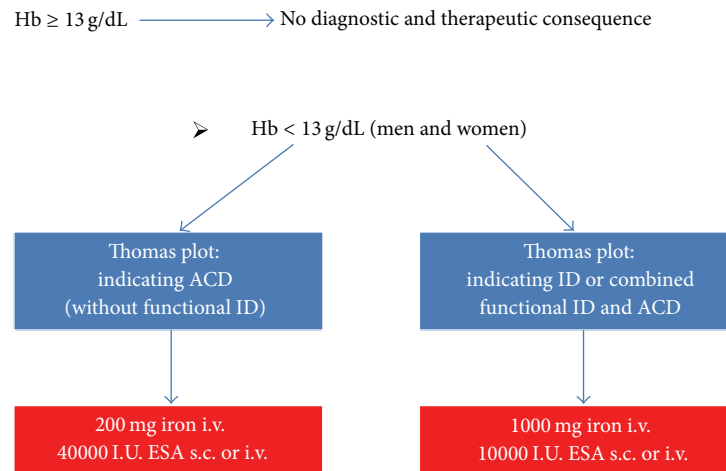 Hb ≥ 13 g/dL No diagnostic and therapeutic consequence
➢ Hb < 13 g/dL (men and women)
Thomas plot:
indicating ACD
(without functional ID)
Thomas plot:
indicating ID or combined
functional ID and ACD
200 mg iron i.v.
40000 I.U. ESA s.c. or i.v.
1000 mg iron i.v.
10000 I.U. ESA s.c. or i.v.